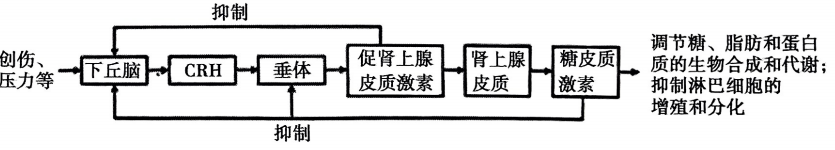 抑制
创伤、
压力等
下丘脑
CRH
垂体
促肾上腺
皮质激素
肾上腺
皮质
糖皮质
激素
调节糖、脂肪和蛋白
质的生物合成和代谢；
抑制淋巴细胞的
增殖和分化
抑制